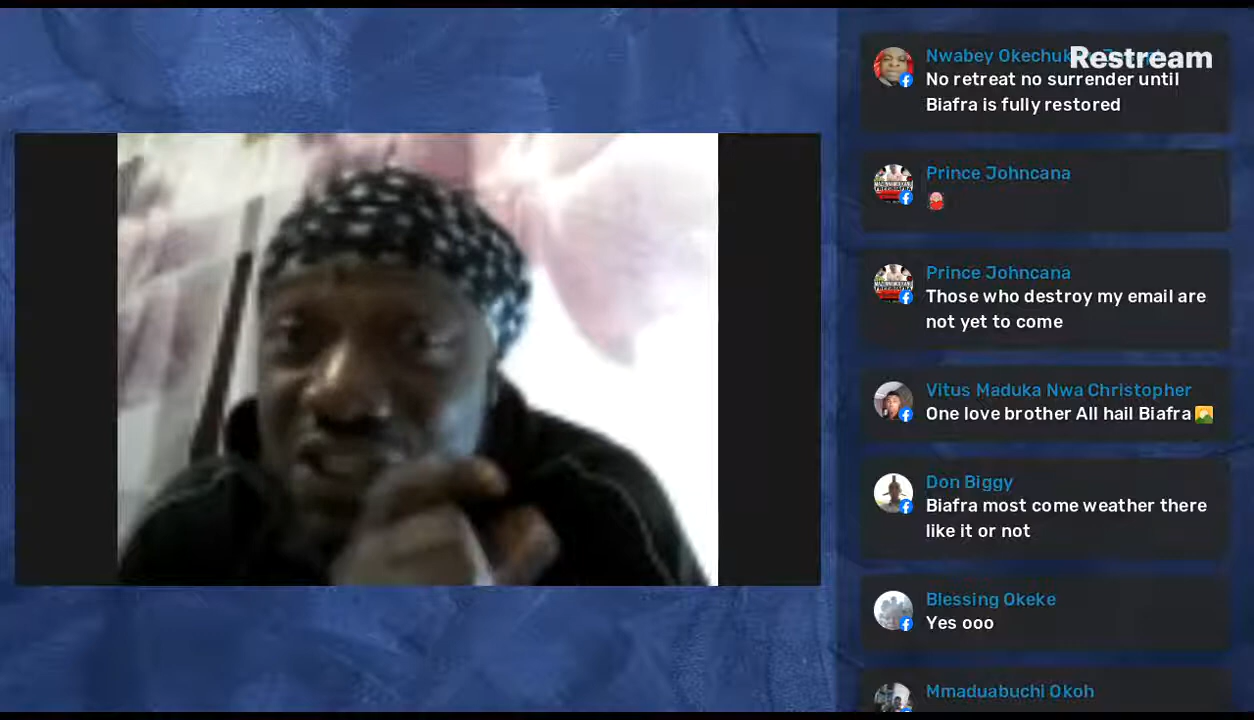 Nwabey Okechuk
Restream
No retreat no surrender until
Biafra is fully restored
Prince Johncana
Prince Johncana
Those who destroy my email are
not yet to come
Vitus Maduka Nwa Christopher
One love brother All hail Biafra
Don Biggy
Biafra most come weather there
like it or not
Blessing Okeke
Yes ooo
Mmaduabuchi Okoh